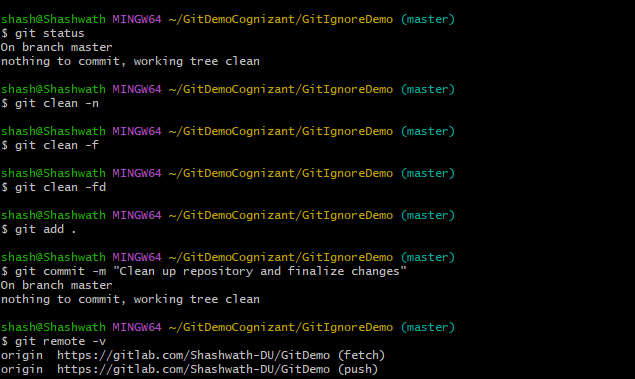 shash@Shashwath MINGW64 ~/GitDemoCognizant/GitIgnoreDemo (master)
$ git status
On branch master
nothing to commit, working tree clean
shash@Shashwath MINGW64 ~/GitDemoCognizant/GitIgnoreDemo (master)
$ git clean -n
shash@Shashwath MINGW64 ~/GitDemoCognizant/GitIgnoreDemo (master)
$ git clean -f
shash@Shashwath MINGW64 ~/GitDemoCognizant/GitIgnoreDemo (master)
$ git clean -fd
shash@Shashwath MINGW64 ~/GitDemoCognizant/GitIgnoreDemo (master)
$ git add .
shash@Shashwath MINGW64 ~/GitDemoCognizant/GitIgnoreDemo (master)
$ git commit -m "Clean up repository and finalize changes"
On branch master
nothing to commit, working tree clean
shash@Shashwath MINGW64 ~/GitDemoCognizant/GitIgnoreDemo (master)
$ git remote -v
origin  https://gitlab.com/Shashwath-DU/GitDemo (fetch)
origin  https://gitlab.com/Shashwath-DU/GitDemo (push)